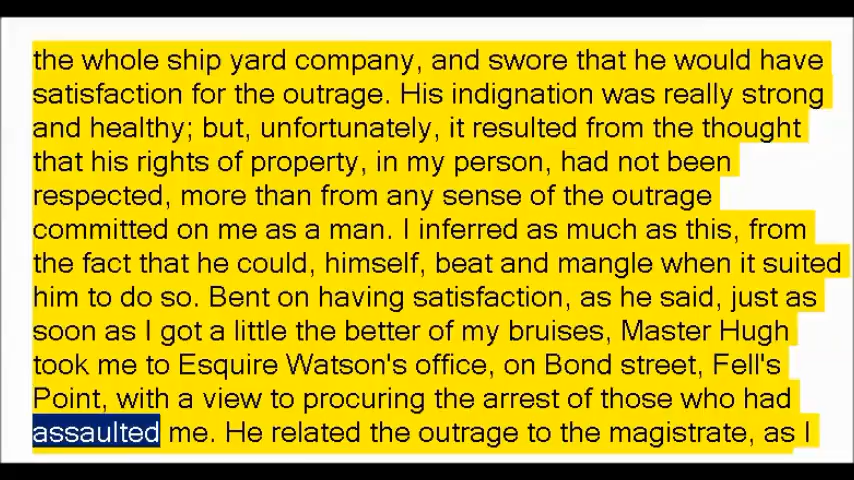 the whole ship yard company, and swore that he would have
satisfaction for the outrage. His indignation was really strong
and healthy; but, unfortunately, it resulted from the thought
that his rights of property, in my person, had not been
respected, more than from any sense of the outrage
committed on me as a man. I inferred as much as this, from
the fact that he could, himself, beat and mangle when it suited
him to do so. Bent on having satisfaction, as he said, just as
soon as I got a little the better of my bruises, Master Hugh
took me to Esquire Watson's office, on Bond street, Fell's
Point, with a view to procuring the arrest of those who had
assaulted me. He related the outrage to the magistrate, as I